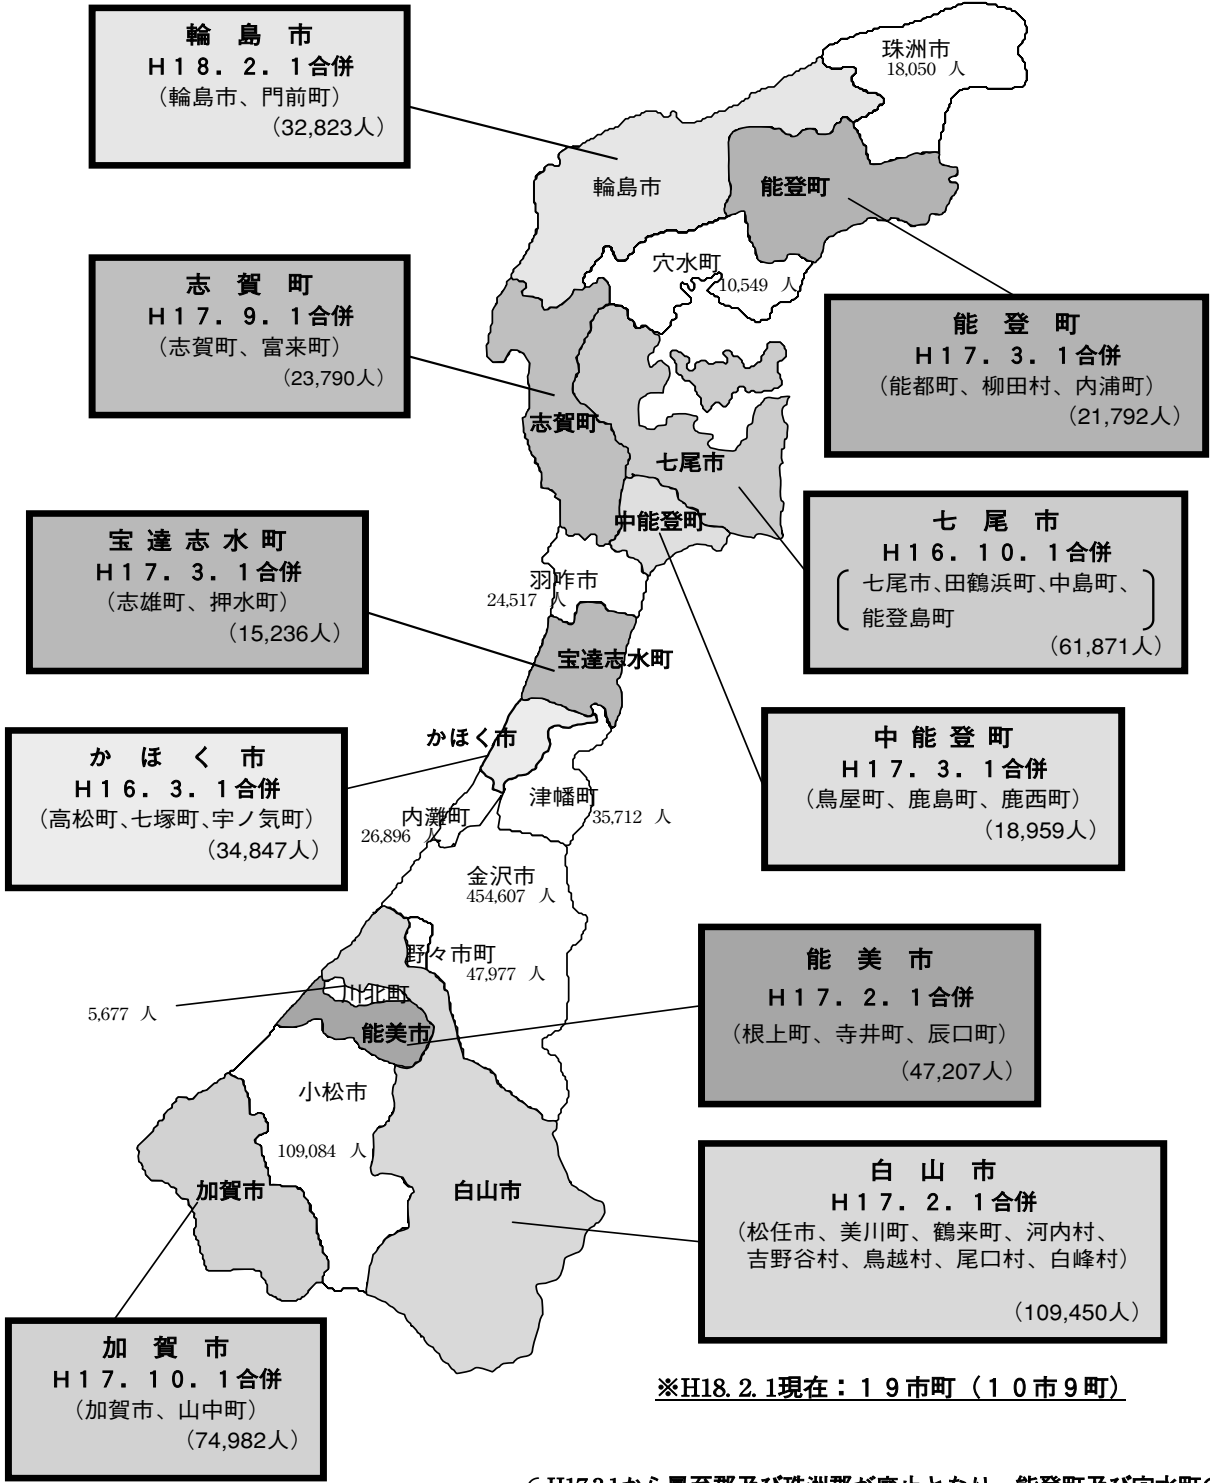 輪　島　市
Ｈ１８．２．１合併
（輪島市、門前町）
（32,823人）
珠洲市
18,050 人
輪島市
能登町
穴水町
10,549 人
志　賀　町
Ｈ１７．９．１合併
（志賀町、富来町）
（23,790人）
能　登　町
Ｈ１７．３．１合併
（能都町、柳田村、内浦町）
（21,792人）
志賀町
七尾市
中能登町
七　尾　市
Ｈ１６．１０．１合併
七尾市、田鶴浜町、中島町、
能登島町
（61,871人）
宝 達 志 水 町
Ｈ１７．３．１合併
（志雄町、押水町）
（15,236人）
羽咋市
24,517 人
宝達志水町
中 能 登 町
Ｈ１７．３．１合併
（鳥屋町、鹿島町、鹿西町）
（18,959人）
か　ほ　く　市
Ｈ１６．３．１合併
（高松町、七塚町、宇ノ気町）
（34,847人）
かほく市
津幡町
35,712 人
内灘町
26,896 人
金沢市
454,607 人
野々市町
47,977 人
川北町
5,677 人
能美市
能　美　市
Ｈ１７．２．１合併
（根上町、寺井町、辰口町）
（47,207人）
小松市
109,084 人
加賀市
白山市
白　山　市
Ｈ１７．２．１合併
（松任市、美川町、鶴来町、河内村、
吉野谷村、鳥越村、尾口村、白峰村）
（109,450人）
加　賀　市
Ｈ１７．１０．１合併
（加賀市、山中町）
（74,982人）
※H18. 2. 1現在：１９市町（１０市９町）